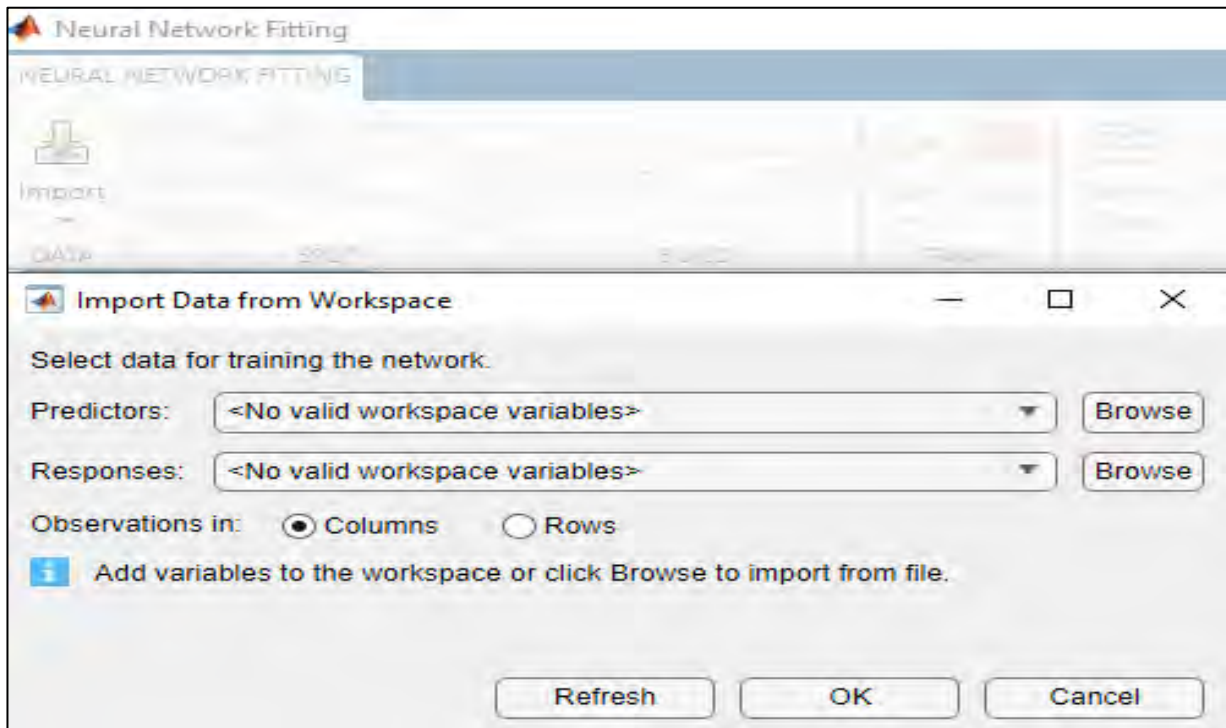 Neural Network Fitting
NEURAL NETWORK FITTING
Import
DATA
Import Data from Workspace
Select data for training the network.
Predictors: <No valid workspace variables> Browse
Responses: <No valid workspace variables> Browse
Observations in: Columns Rows
Add variables to the workspace or click Browse to import from file.
Refresh OK Cancel